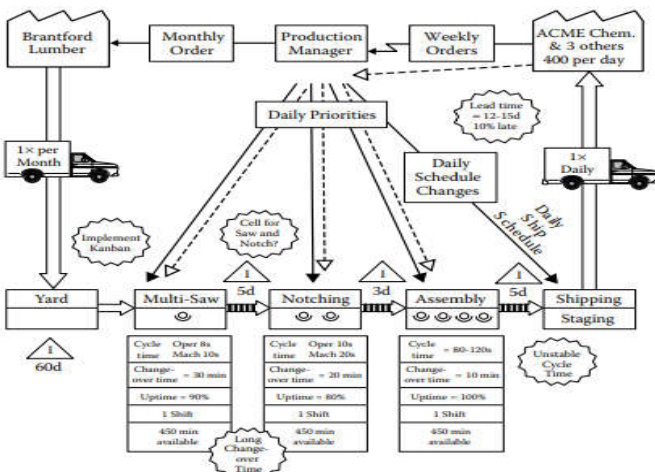 Brantford
Lumber
Monthly
Order
Production
Manager
Weekly
Orders
ACME Chem.
& 3 others
400 per day
Daily Priorities
Lead time
= 12–15d
10% late
1× per
Month
Daily
Schedule
Changes
1×
Daily
Daily
Ship
Schedule
Implement
Kanban
Cell for
Saw and
Notch?
I
5d
I
3d
I
5d
Yard
Multi-Saw
Notching
Assembly
Shipping
Staging
I
60d
Cycle time Oper 8s
Mach 10s
Change-
over time = 30 min
Uptime = 90%
1 Shift
450 min
available
Cycle time Oper 10s
Mach 20s
Change-
over time = 20 min
Uptime = 80%
1 Shift
450 min
available
Cycle
time = 80–120s
Change-
over time = 10 min
Uptime = 100%
1 Shift
450 min
available
Unstable
Cycle
Time
Long
Change-
over
Time